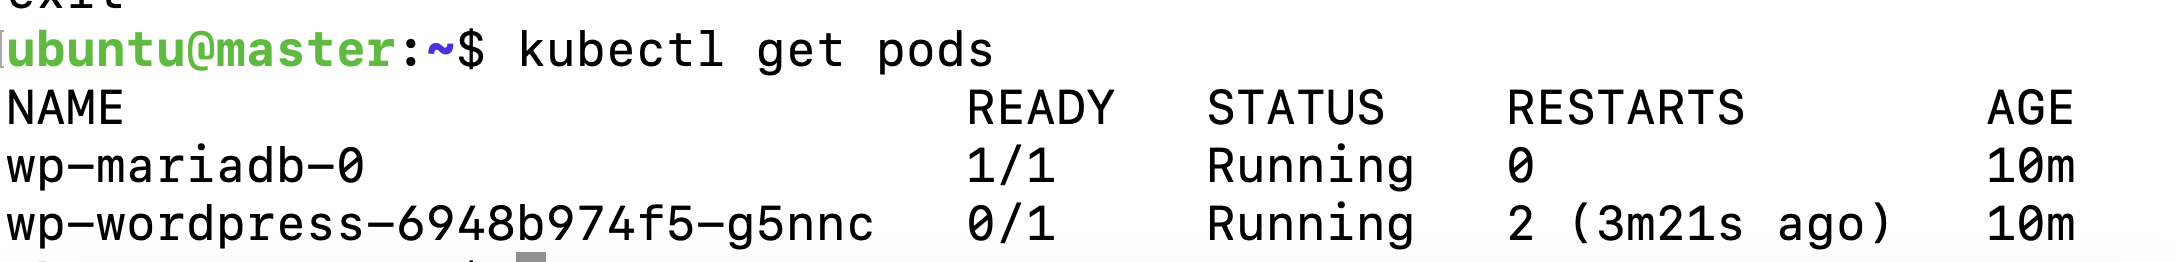 exit
ubuntu@master:~$ kubectl get pods
NAME                            READY   STATUS    RESTARTS        AGE
wp-mariadb-0                    1/1     Running   0               10m
wp-wordpress-6948b974f5-g5nnc   0/1     Running   2 (3m21s ago)   10m